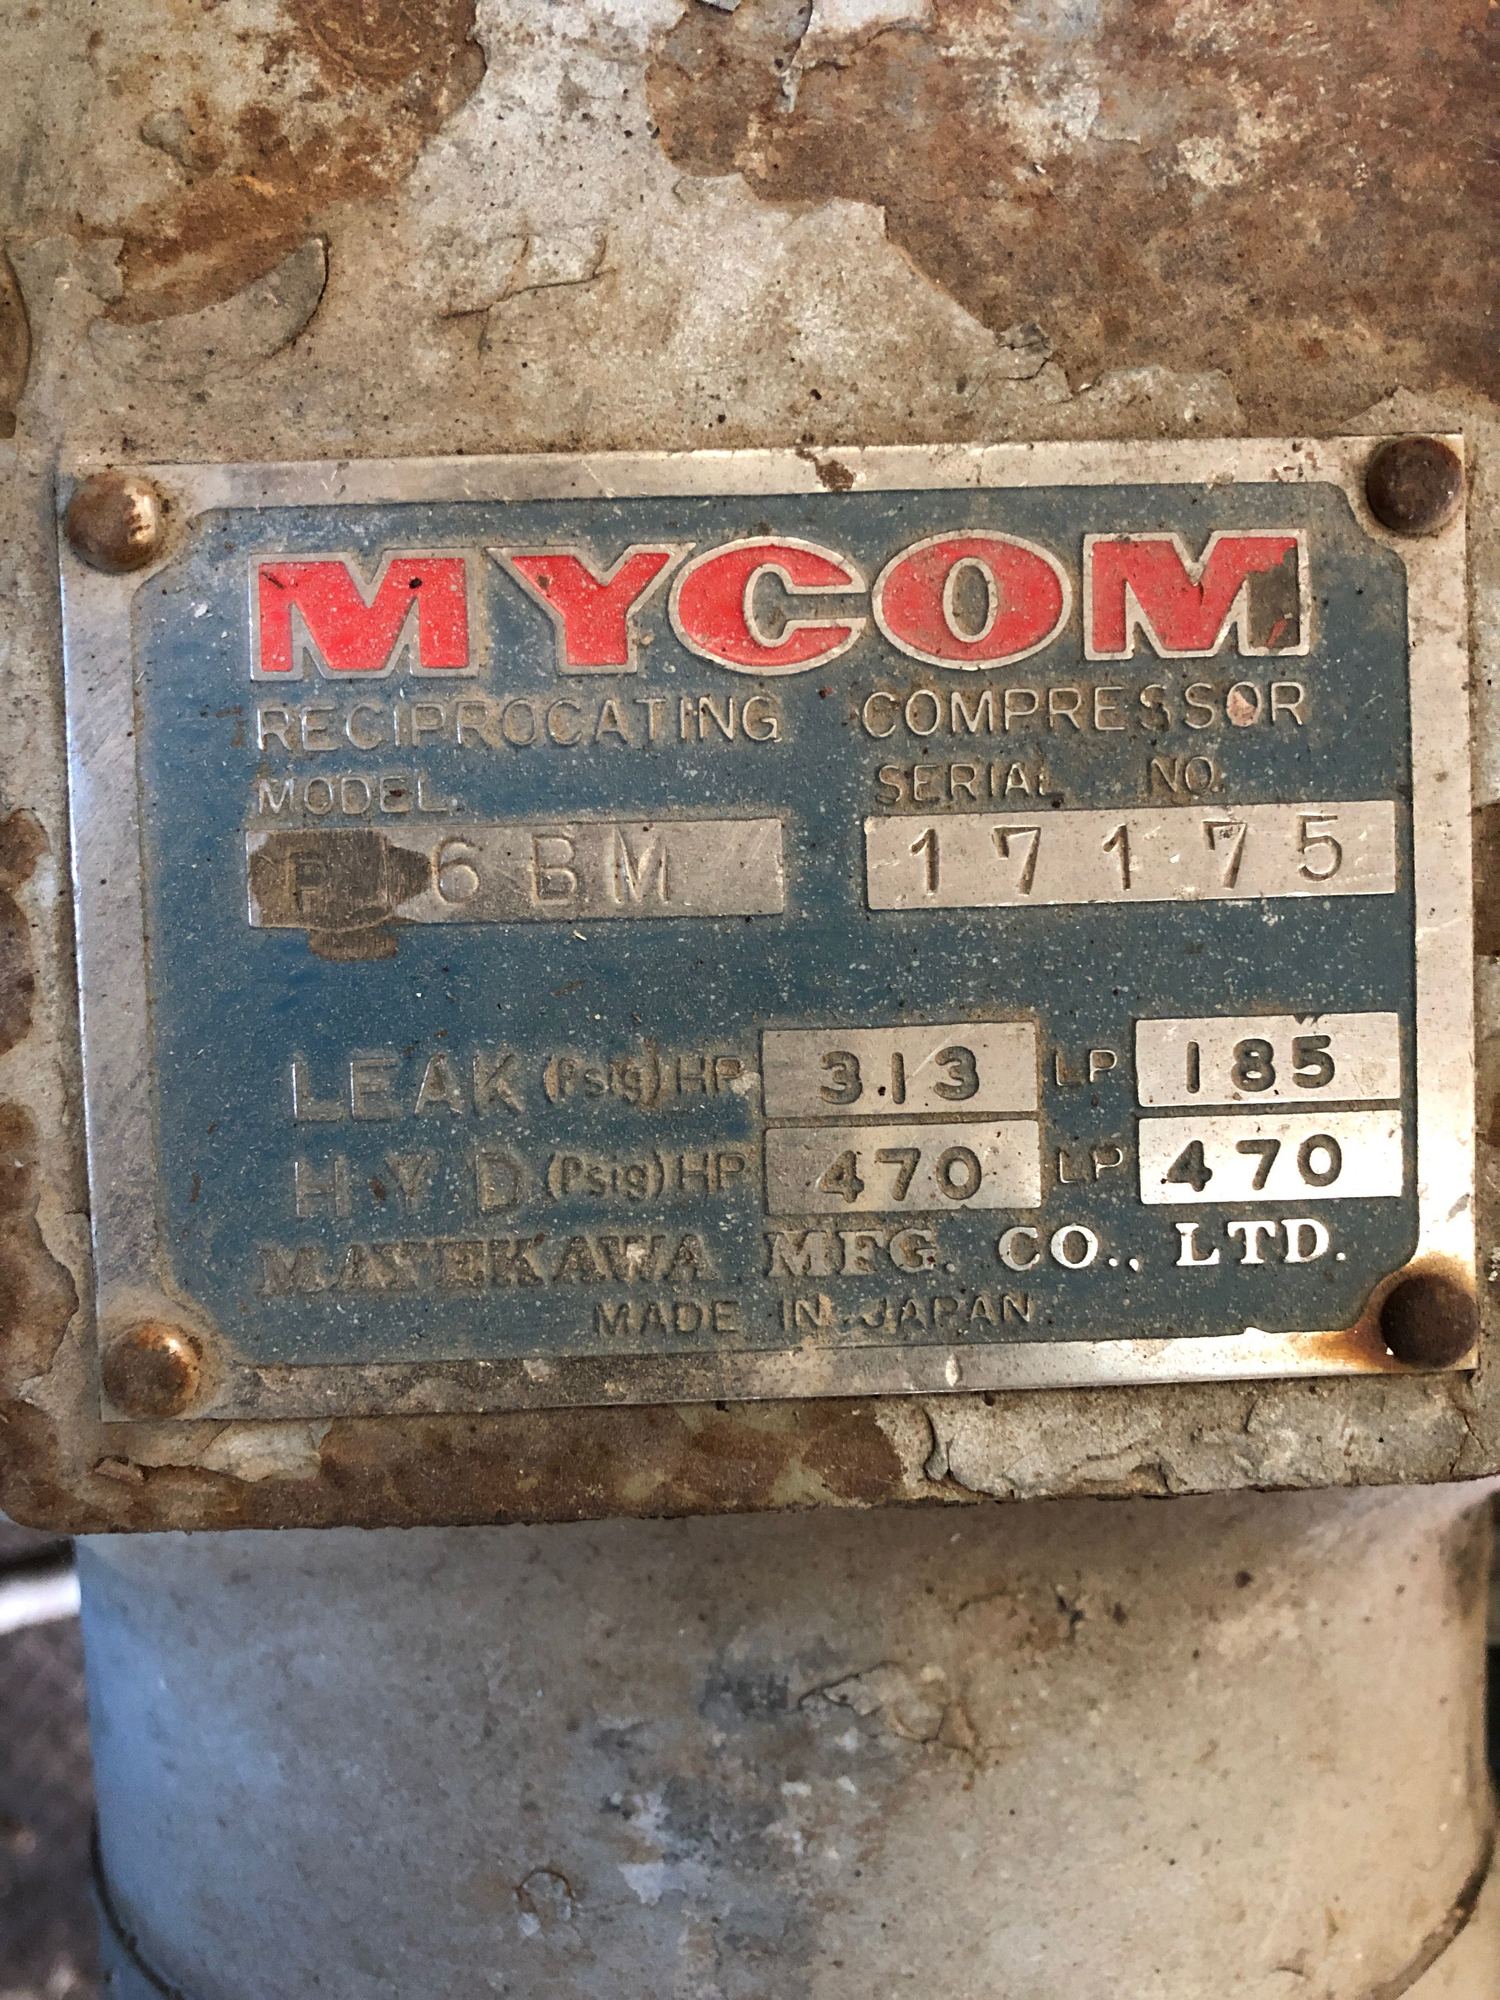 MYCOM
RECIPROCATING COMPRESSOR
MODEL. SERIAL NO.
F 6BM 17175
LEAK (Psig) HP 313 LP 185
HYD (Psig) HP 470 LP 470
MAYEKAWA MFG. CO., LTD.
MADE IN JAPAN